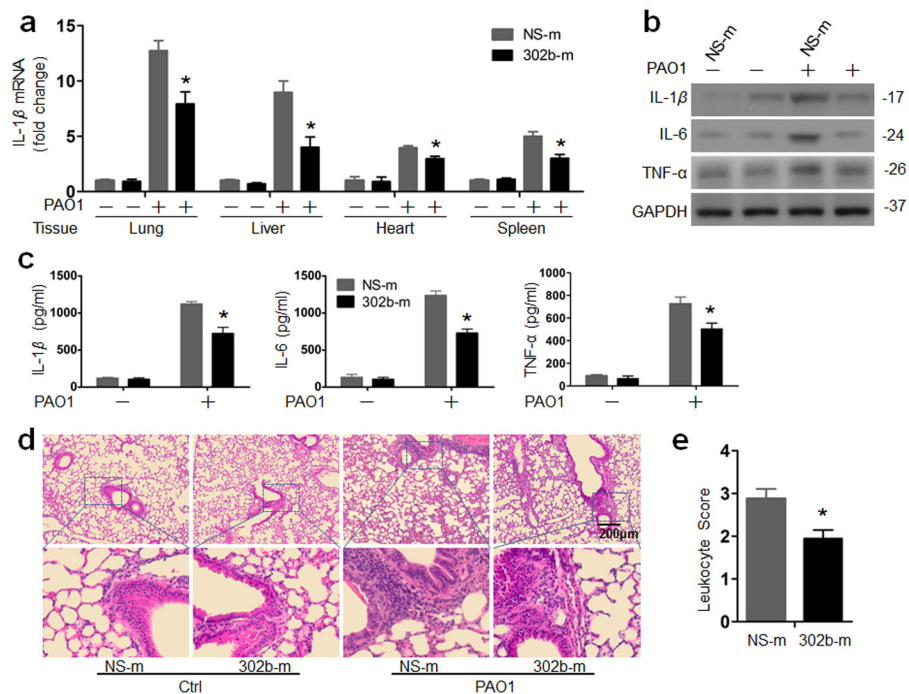 a
IL-1β mRNA
(fold change)
15
10
5
0
NS-m
302b-m
*
*
*
*
PAO1 − − + + − − + + − − + + − − + +
Tissue Lung Liver Heart Spleen
b
NS-m NS-m
PAO1 − − + +
IL-1β -17
IL-6 -24
TNF-α -26
GAPDH -37
c
IL-1β (pg/ml)
1500
1000
500
0
*
PAO1 − +
IL-6 (pg/ml)
1500
1000
500
0
NS-m
302b-m
*
PAO1 − +
TNF-α (pg/ml)
1000
800
600
400
200
0
*
PAO1 − +
d
200μm
NS-m 302b-m NS-m 302b-m
Ctrl PAO1
e
Leukocyte Score
4
3
2
1
0
*
NS-m 302b-m